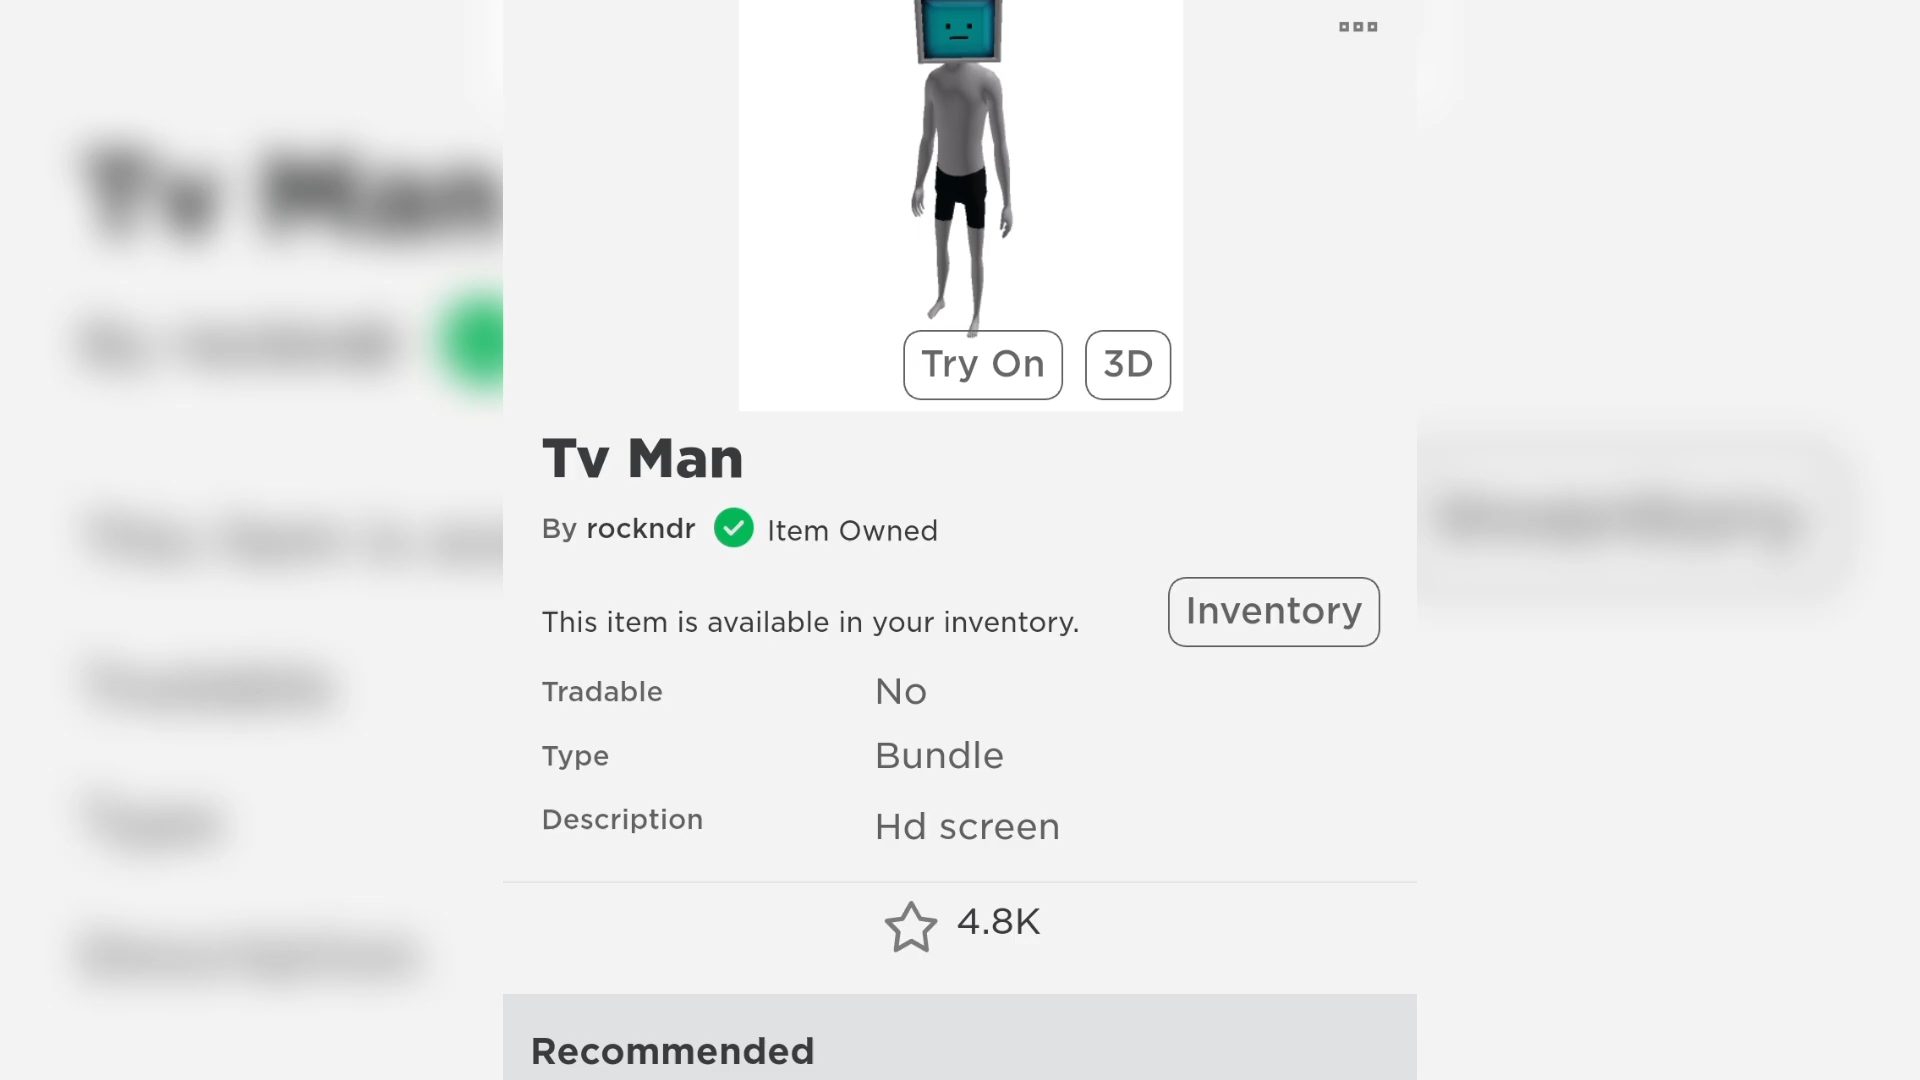 Try On
3D
Tv Man
By rockndr Item Owned
This item is available in your inventory.
Inventory
Tradable No
Type Bundle
Description Hd screen
4.8K
Recommended